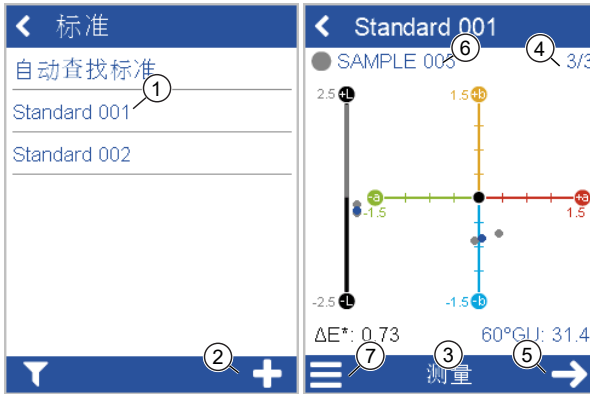 标准
自动查找标准
1
Standard 001
Standard 002
2
Standard 001
6
4
SAMPLE 005
3/3
2.5 +L
1.5 +b
-a
+a
-1.5
1.5
-2.5 -L
-1.5 -b
ΔE*: 0.73
60°GU: 31.4
7
3
5
测量